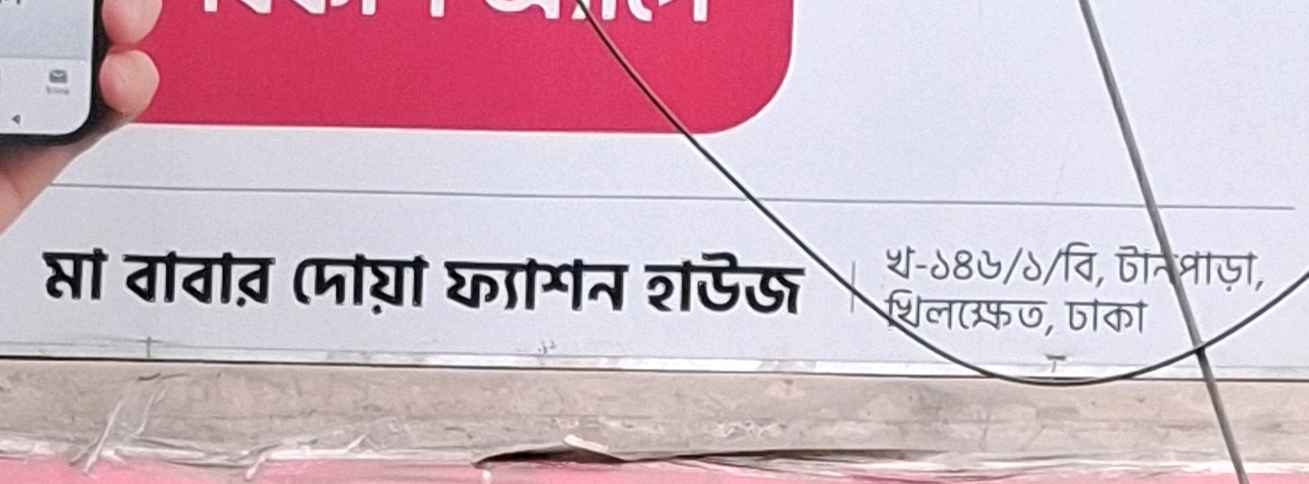 মা বাবার দোয়া ফ্যাশন হাউজ
খ-১৪৬/১/বি, টানপাড়া,
খিলক্ষেত, ঢাকা